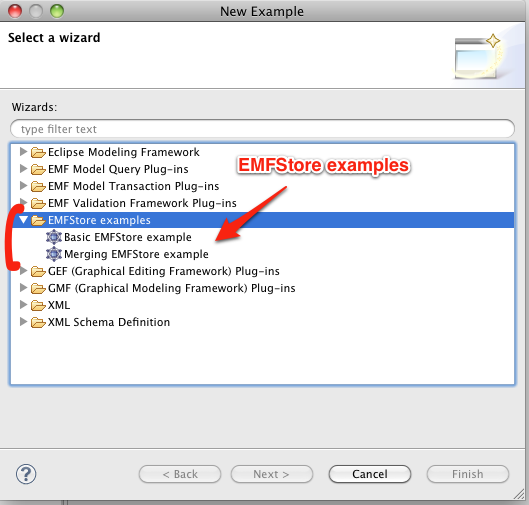 New Example
Select a wizard
Wizards:
type filter text
Eclipse Modeling Framework
EMF Model Query Plug-ins
EMFStore examples
EMF Model Transaction Plug-ins
EMF Validation Framework Plug-ins
EMFStore examples
Basic EMFStore example
Merging EMFStore example
GEF (Graphical Editing Framework) Plug-ins
GMF (Graphical Modeling Framework) Plug-ins
XML
XML Schema Definition
?
< Back
Next >
Cancel
Finish